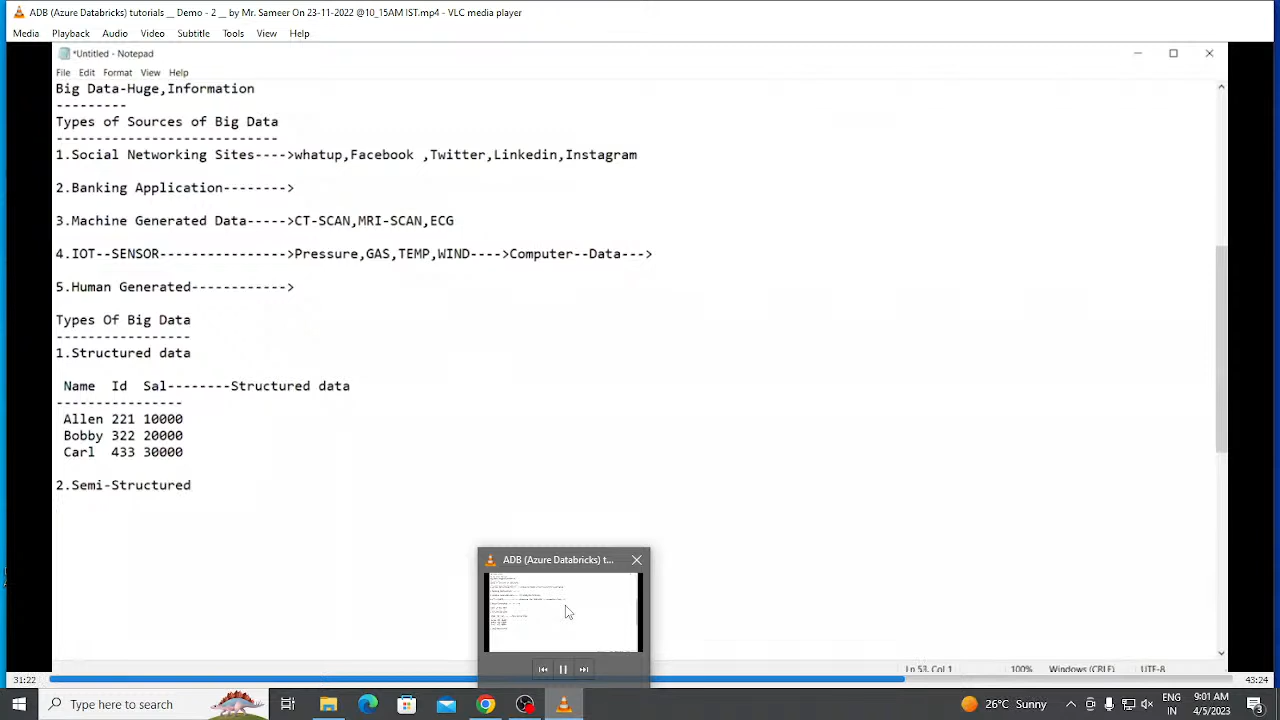 ADB (Azure Databricks) tutorials __ Demo - 2 __ by Mr. Sameer On 23-11-2022 @10_15AM IST.mp4 - VLC media player
Media Playback Audio Video Subtitle Tools View Help
*Untitled - Notepad
File Edit Format View Help
Big Data-Huge,Information
---------
Types of Sources of Big Data
----------------------------
1.Social Networking Sites---->whatup,Facebook ,Twitter,Linkedin,Instagram
2.Banking Application-------->
3.Machine Generated Data----->CT-SCAN,MRI-SCAN,ECG
4.IOT--SENSOR---------------->Pressure,GAS,TEMP,WIND---->Computer--Data--->
5.Human Generated------------>
Types Of Big Data
-----------------
1.Structured data
Name Id Sal--------Structured data
----------------
Allen 221 10000
Bobby 322 20000
Carl 433 30000
2.Semi-Structured
ADB (Azure Databricks) t...
Ln 53, Col 1 100% Windows (CRLF) UTF-8
33:22 43:24
Type here to search 26°C Sunny ENG IN 9:01 AM 4/5/2023 3